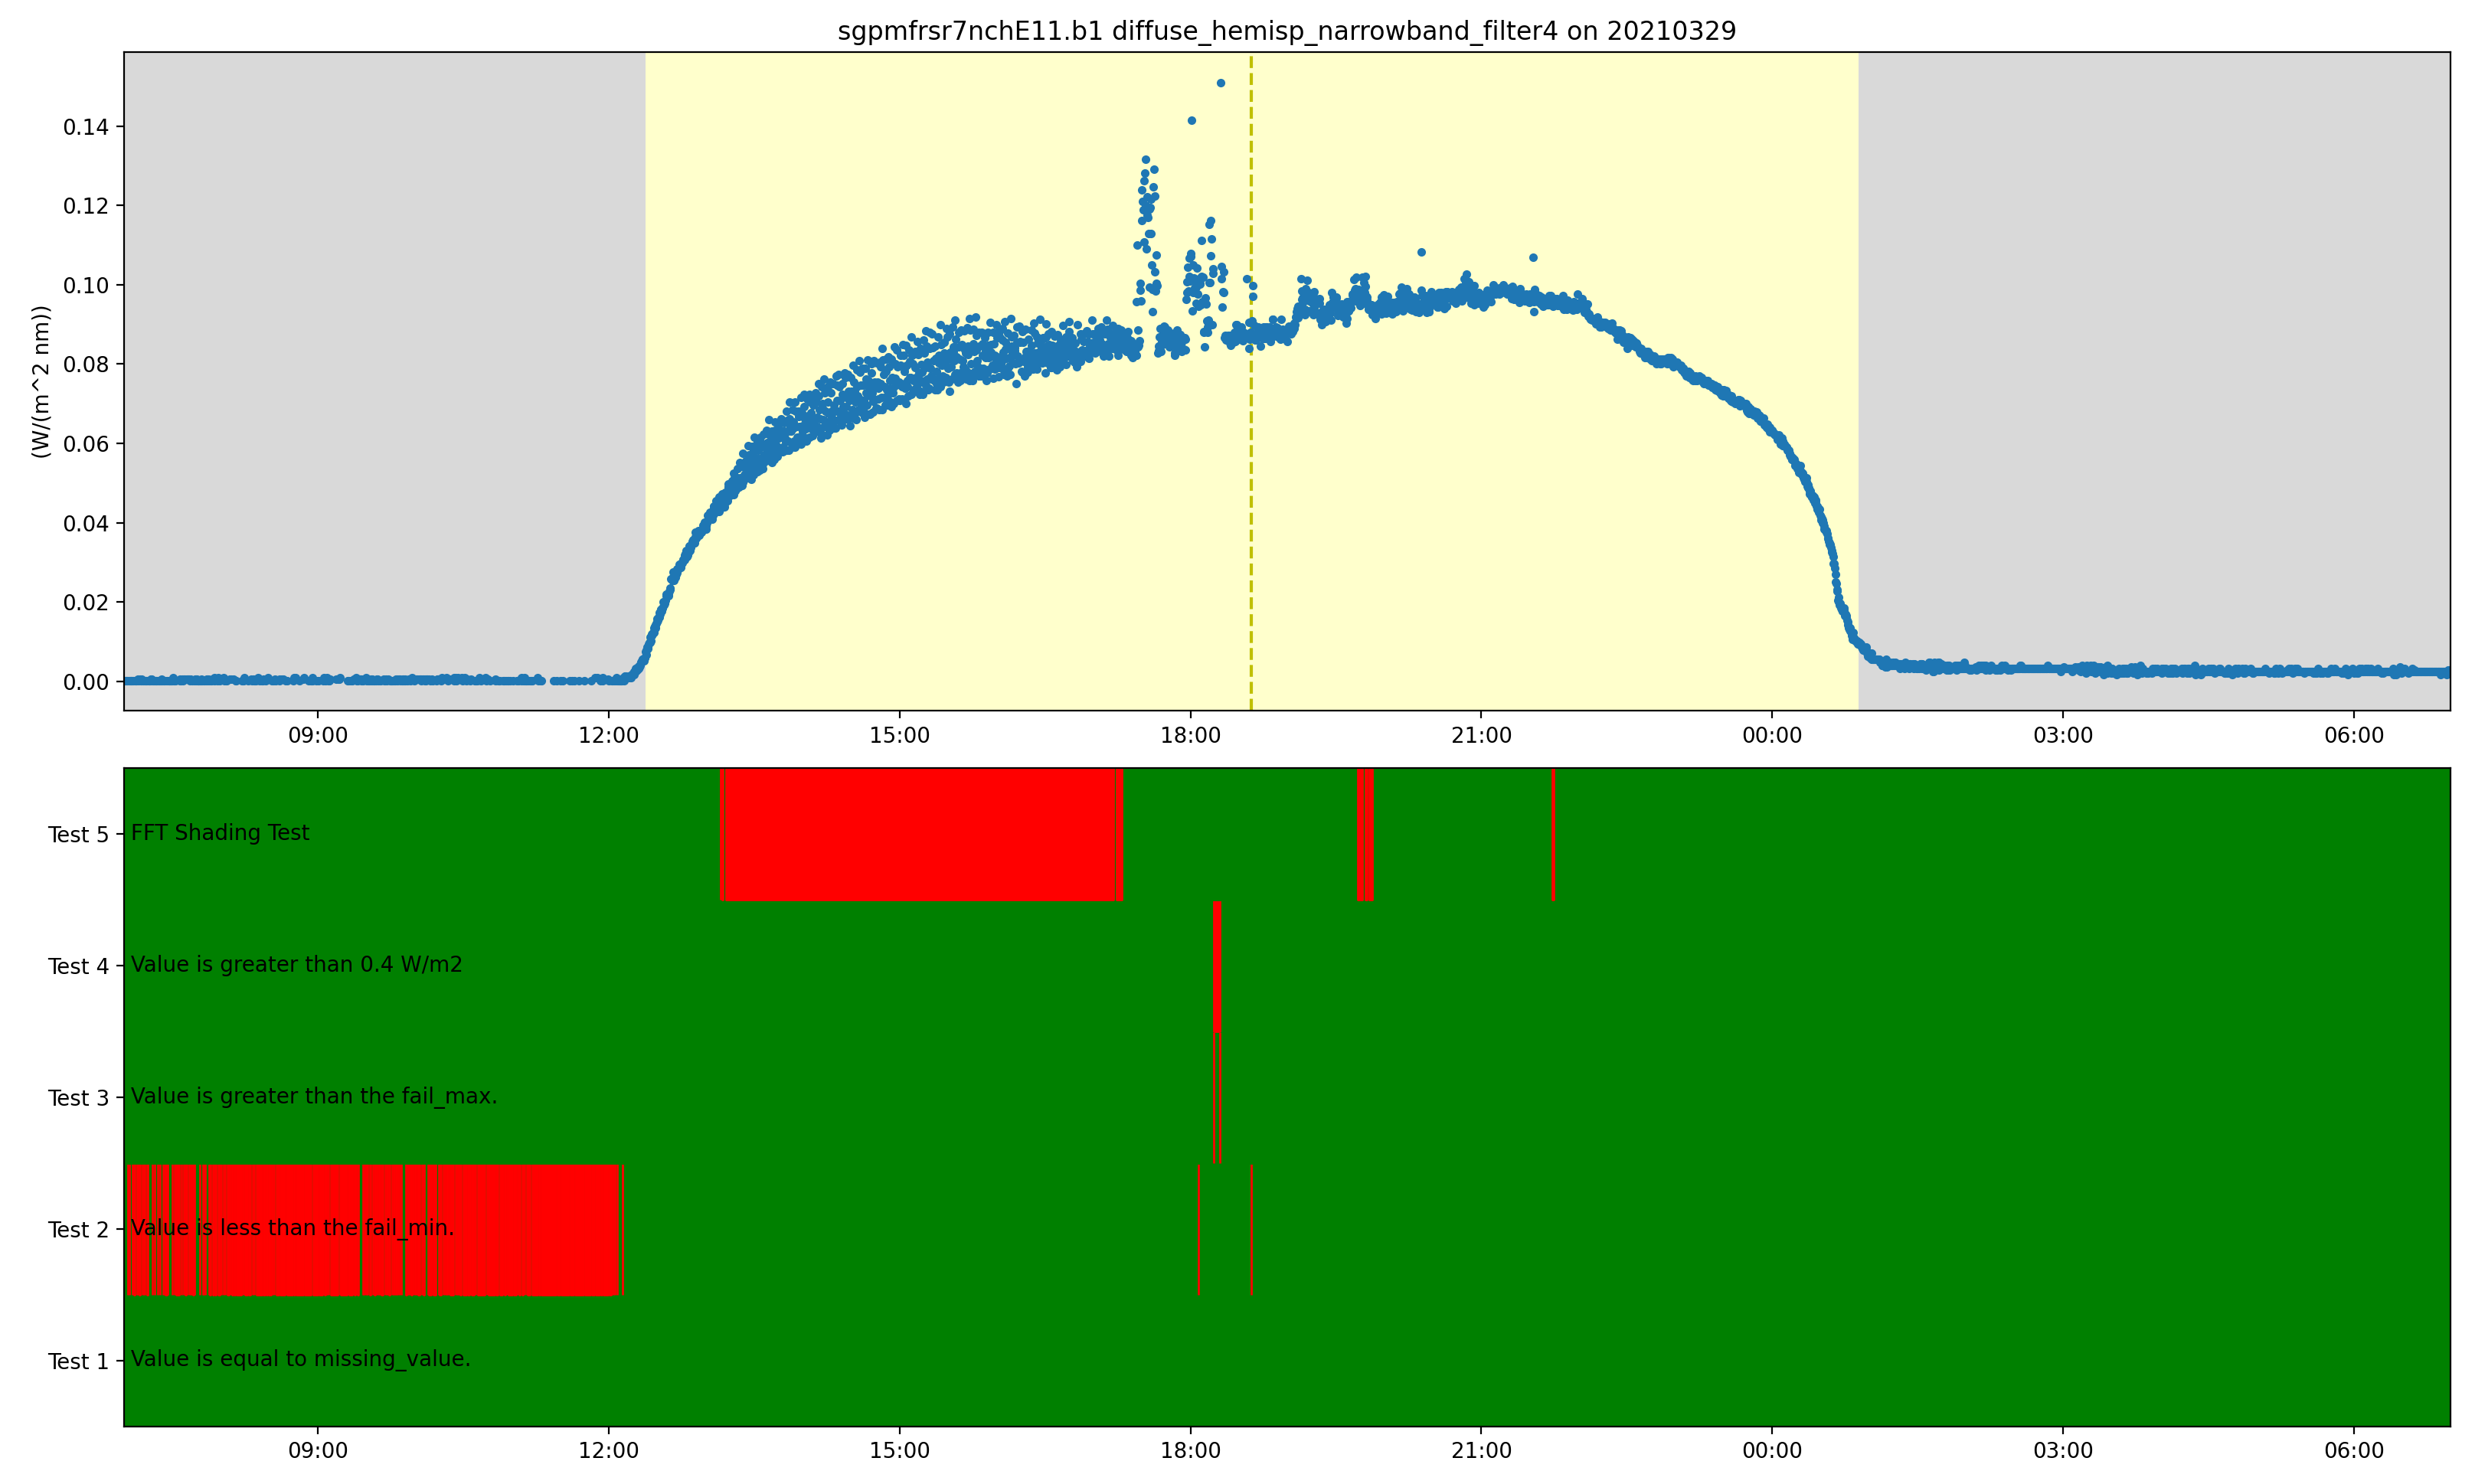 sgpmfrsr7nchE11.b1 diffuse_hemisp_narrowband_filter4 on 20210329
(W/(m^2 nm))
0.14
0.12
0.10
0.08
0.06
0.04
0.02
0.00
09:00 12:00 15:00 18:00 21:00 00:00 03:00 06:00
Test 5 FFT Shading Test
Test 4 Value is greater than 0.4 W/m2
Test 3 Value is greater than the fail_max.
Test 2 Value is less than the fail_min.
Test 1 Value is equal to missing_value.
09:00 12:00 15:00 18:00 21:00 00:00 03:00 06:00